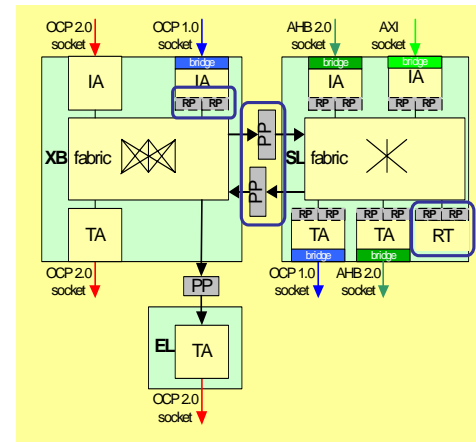 OCP 2.0 OCP 1.0 AHB 2.0 AXI
socket socket socket socket
bridge bridge bridge
IA IA IA IA
RP RP RP RP RP RP
PP
XB fabric SL fabric
PP
RP RP RP RP RP RP
TA TA TA RT
bridge bridge
OCP 2.0 OCP 1.0 AHB 2.0
socket socket socket
PP
EL TA
OCP 2.0
socket